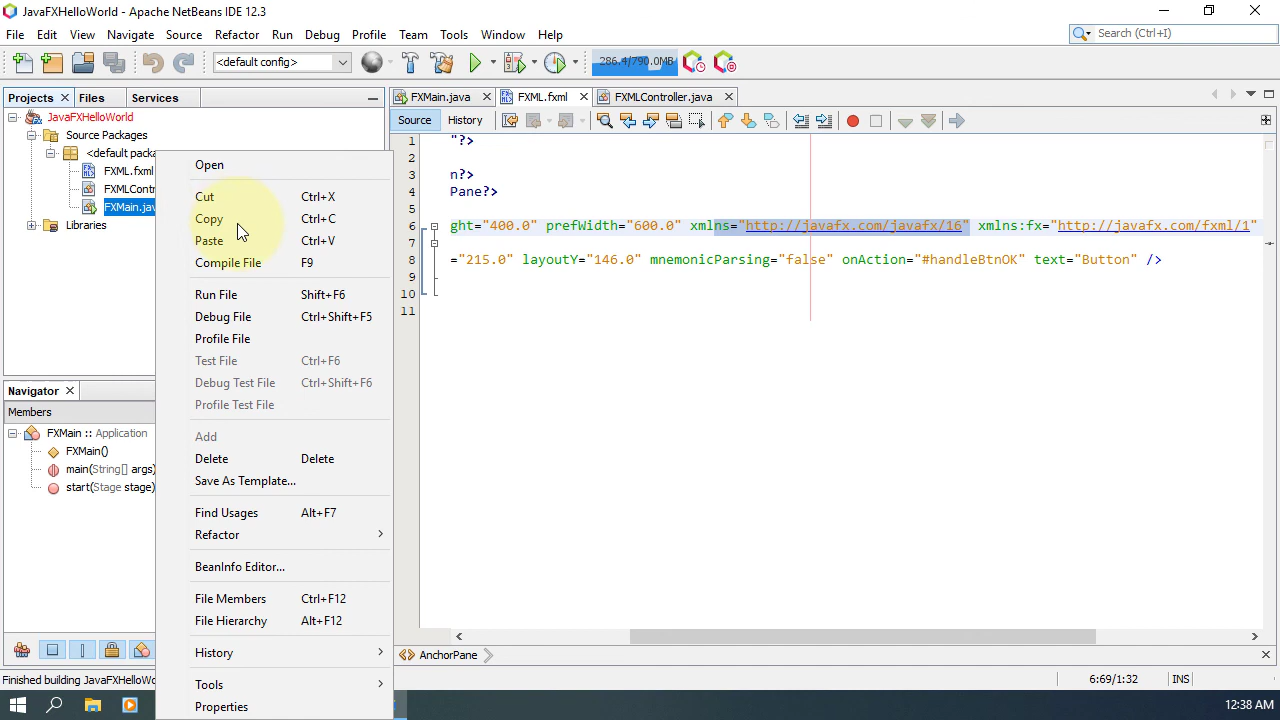 JavaFXHelloWorld - Apache NetBeans IDE 12.3
File Edit View Navigate Source Refactor Run Debug Profile Team Tools Window Help
Search (Ctrl+I)
<default config>
286.4/790.0MB
Projects Files Services
FXMain.java FXML.fxml FXMLController.java
Source History
JavaFXHelloWorld
Source Packages
<default packa
FXML.fxml
FXMLContr
FXMain.jav
Libraries
Navigator
Members
FXMain :: Application
FXMain()
main(String[] args)
start(Stage stage)
Open
Cut Ctrl+X
Copy Ctrl+C
Paste Ctrl+V
Compile File F9
Run File Shift+F6
Debug File Ctrl+Shift+F5
Profile File
Test File Ctrl+F6
Debug Test File Ctrl+Shift+F6
Profile Test File
Add
Delete Delete
Save As Template...
Find Usages Alt+F7
Refactor
BeanInfo Editor...
File Members Ctrl+F12
File Hierarchy Alt+F12
History
Tools
Properties
1 "?>
2
3 n?>
4 Pane?>
5
6 ght="400.0" prefWidth="600.0" xmlns="http://javafx.com/javafx/16" xmlns:fx="http://javafx.com/fxml/1"
7
8 ="215.0" layoutY="146.0" mnemonicParsing="false" onAction="#handleBtnOK" text="Button" />
9
10
11
AnchorPane
Finished building JavaFXHelloWo
6:69/1:32 INS
12:38 AM